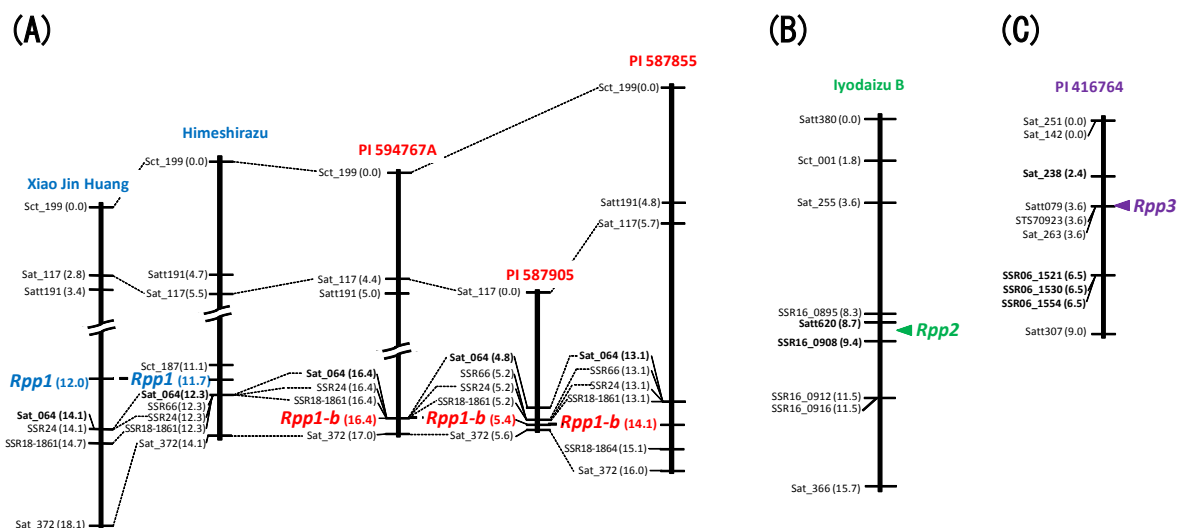 (A)
Xiao Jin Huang
Sct_199 (0.0)
Sat_117 (2.8)
Satt191 (3.4)
Rpp1 (12.0)
Sat_064 (14.1)
SSR24 (14.1)
SSR18-1861 (14.7)
Sat_372 (18.1)
Himeshirazu
Sct_199 (0.0)
Satt191 (4.7)
Sat_117(5.5)
Sct_187(11.1)
Rpp1 (11.7)
Sat_064(12.3)
SSR66(12.3)
SSR24(12.3)
SSR18-1861(12.3)
Sat_372(14.1)
PI 594767A
Sct_199 (0.0)
Sat_117 (4.4)
Satt191 (5.0)
Sat_064 (16.4)
SSR24 (16.4)
SSR18-1861 (16.4)
Rpp1-b (16.4)
Sat_372 (17.0)
PI 587905
Sat_117 (0.0)
Sat_064 (4.8)
SSR66(5.2)
SSR24 (5.2)
SSR18-1861 (5.2)
Rpp1-b (5.4)
Sat_372 (5.6)
PI 587855
Sct_199(0.0)
Satt191(4.8)
Sat_117(5.7)
Sat_064 (13.1)
SSR66 (13.1)
SSR24 (13.1)
SSR18-1861(13.1)
Rpp1-b (14.1)
SSR18-1864(15.1)
Sat_372 (16.0)
(B)
Iyodaizu B
Satt380 (0.0)
Sct_001 (1.8)
Sat_255 (3.6)
SSR16_0895(8.3)
Satt620 (8.7)
Rpp2
SSR16_0908 (9.4)
SSR16_0912 (11.5)
SSR16_0916 (11.5)
Sat_366 (15.7)
(C)
PI 416764
Sat_251 (0.0)
Sat_142 (0.0)
Sat_238 (2.4)
Satt079 (3.6)
Rpp3
STS70923 (3.6)
Sat_263 (3.6)
SSR06_1521 (6.5)
SSR06_1530 (6.5)
SSR06_1554 (6.5)
Satt307 (9.0)